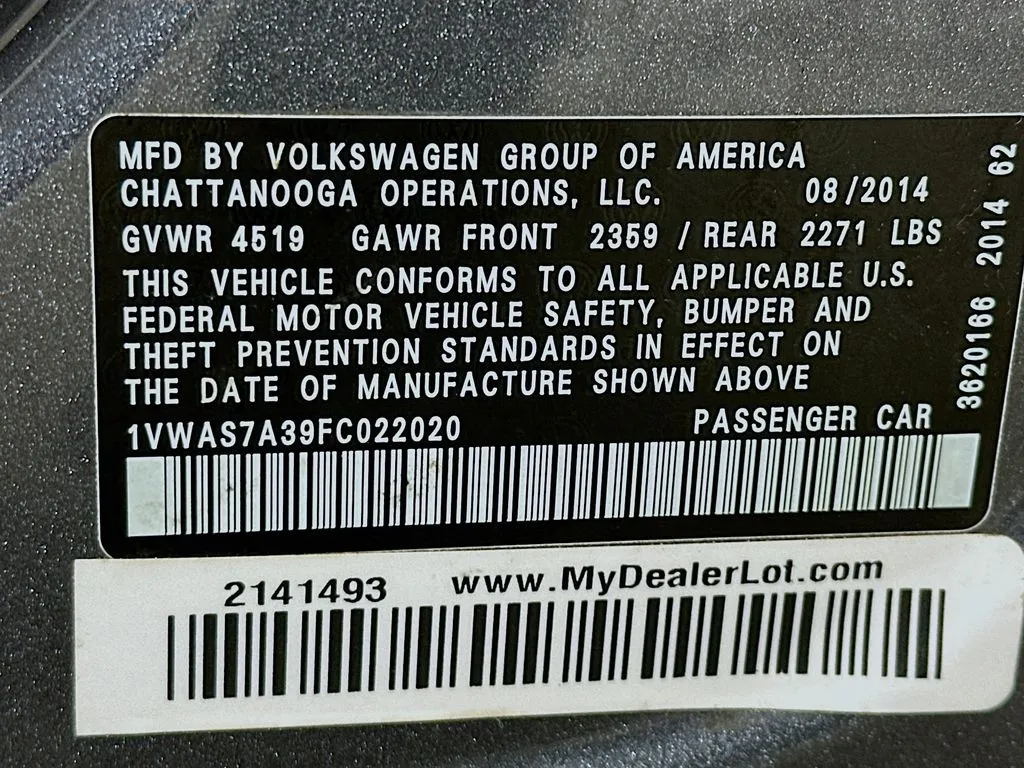 MFD BY VOLKSWAGEN GROUP OF AMERICA
CHATTANOOGA OPERATIONS, LLC. 08/2014
GVWR 4519 GAWR FRONT 2359 / REAR 2271 LBS
THIS VEHICLE CONFORMS TO ALL APPLICABLE U.S.
FEDERAL MOTOR VEHICLE SAFETY, BUMPER AND
THEFT PREVENTION STANDARDS IN EFFECT ON
THE DATE OF MANUFACTURE SHOWN ABOVE
1VWAS7A39FC022020 PASSENGER CAR
3620166 2014 62
2141493 www.MyDealerLot.com